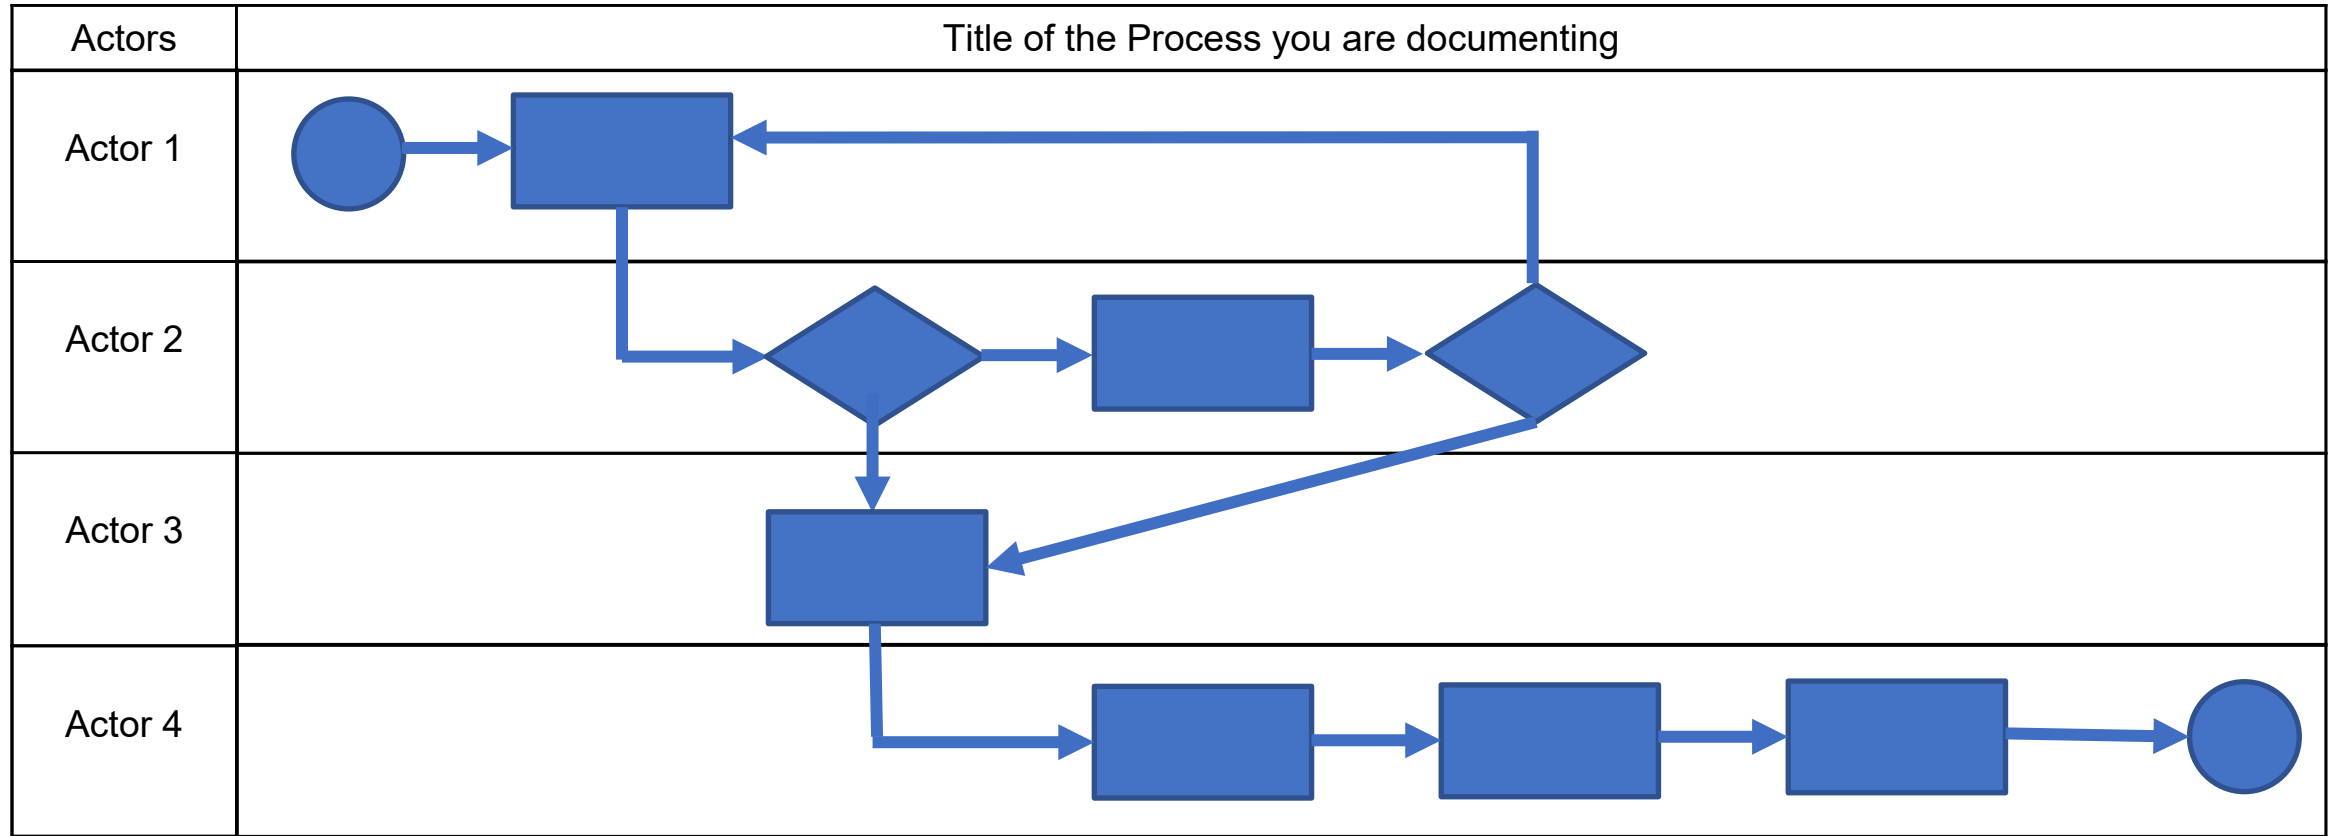 Actors
Title of the Process you are documenting
Actor 1
Actor 2
Actor 3
Actor 4